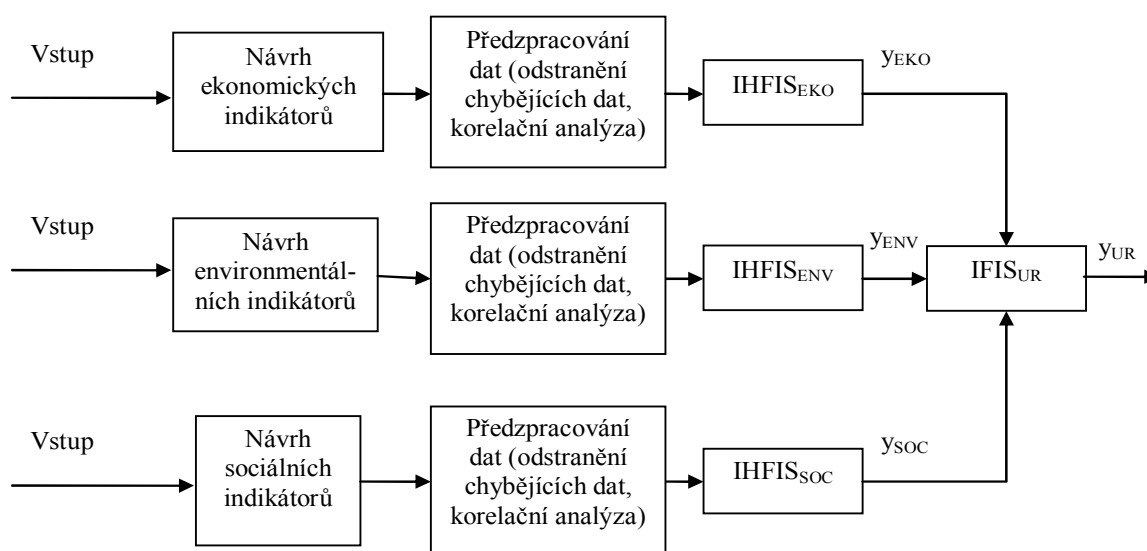 Vstup
Návrh
ekonomických
indikátorů
Předzpracování
dat (odstranění
chybějících dat,
korelační analýza)
IHFIS_EKO
y_EKO
Vstup
Návrh
environmentál-
ních indikátorů
Předzpracování
dat (odstranění
chybějících dat,
korelační analýza)
IHFIS_ENV
y_ENV
IFIS_UR
y_UR
Vstup
Návrh
sociálních
indikátorů
Předzpracování
dat (odstranění
chybějících dat,
korelační analýza)
IHFIS_SOC
y_SOC